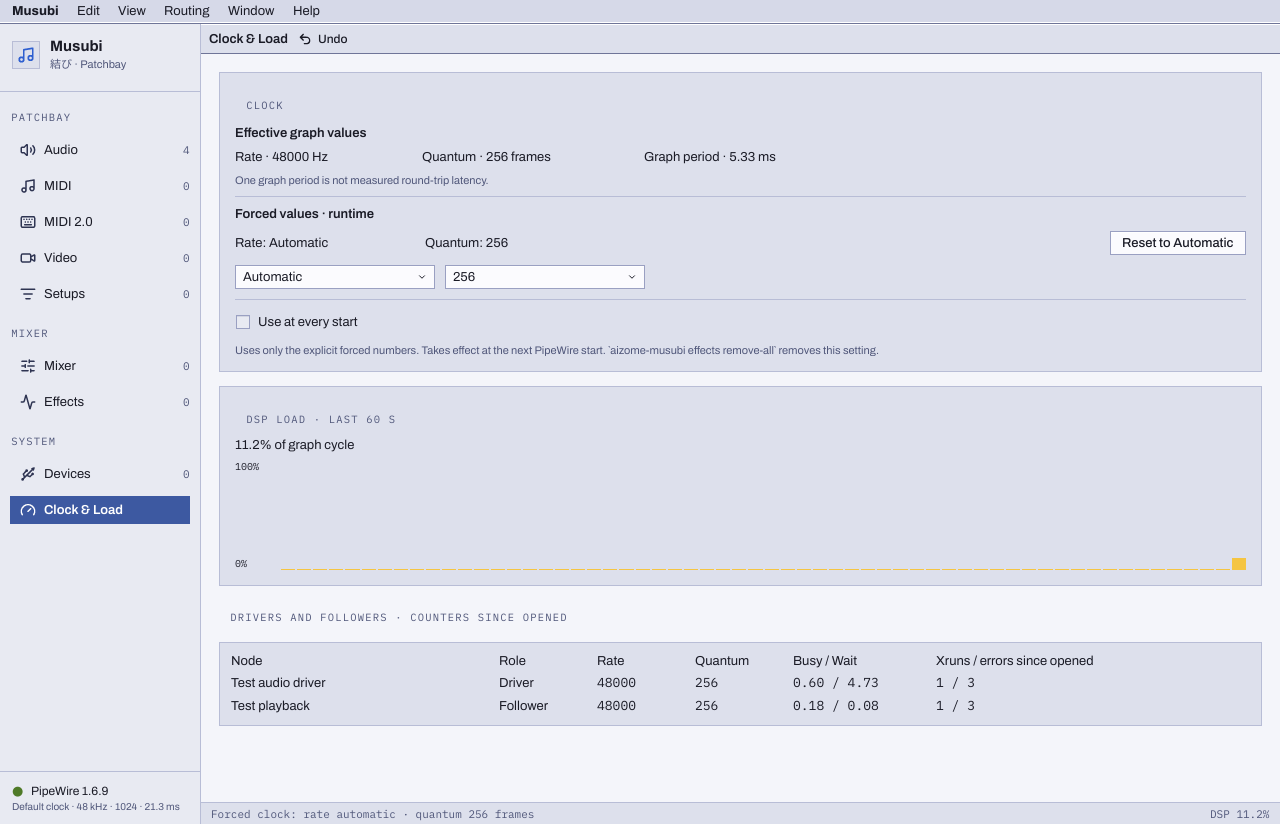 Musubi Edit View Routing Window Help
Musubi
結び · Patchbay
Clock & Load Undo
PATCHBAY
Audio 4
MIDI 0
MIDI 2.0 0
Video 0
Setups 0
MIXER
Mixer 0
Effects 0
SYSTEM
Devices 0
Clock & Load
PipeWire 1.6.9
Default clock · 48 kHz · 1024 · 21.3 ms
CLOCK
Effective graph values
Rate · 48000 Hz Quantum · 256 frames Graph period · 5.33 ms
One graph period is not measured round-trip latency.
Forced values · runtime
Rate: Automatic Quantum: 256 Reset to Automatic
Automatic 256
Use at every start
Uses only the explicit forced numbers. Takes effect at the next PipeWire start. `aizome-musubi effects remove-all` removes this setting.
DSP LOAD · LAST 60 S
11.2% of graph cycle
100%
0%
DRIVERS AND FOLLOWERS · COUNTERS SINCE OPENED
Node Role Rate Quantum Busy / Wait Xruns / errors since opened
Test audio driver Driver 48000 256 0.60 / 4.73 1 / 3
Test playback Follower 48000 256 0.18 / 0.08 1 / 3
Forced clock: rate automatic · quantum 256 frames DSP 11.2%